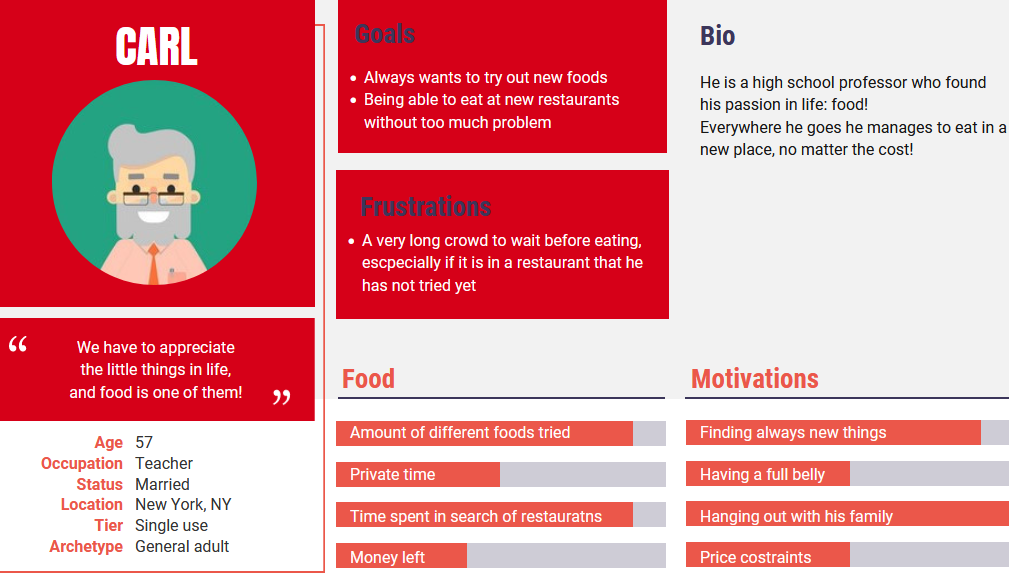 CARL
“ We have to appreciate
the little things in life,
and food is one of them! ”
Age 57
Occupation Teacher
Status Married
Location New York, NY
Tier Single use
Archetype General adult
Goals
• Always wants to try out new foods
• Being able to eat at new restaurants
without too much problem
Frustrations
• A very long crowd to wait before eating,
escpecially if it is in a restaurant that he
has not tried yet
Bio
He is a high school professor who found
his passion in life: food!
Everywhere he goes he manages to eat in a
new place, no matter the cost!
Food
Amount of different foods tried
Private time
Time spent in search of restauratns
Money left
Motivations
Finding always new things
Having a full belly
Hanging out with his family
Price costraints